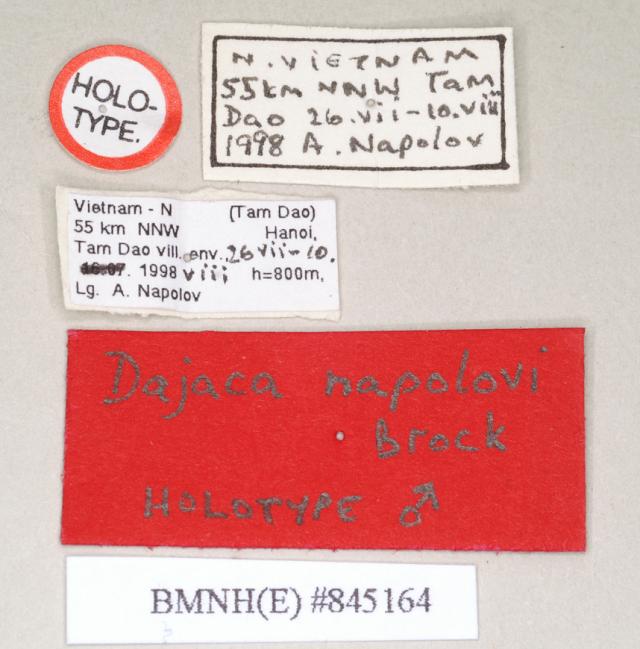 HOLO-
TYPE.
N. VIETNAM
55km NNW Tam
Dao 26.vii-10.viii
1998 A. Napolov
Vietnam - N (Tam Dao)
55 km NNW Hanoi,
Tam Dao vill. env., 26 vii-10.
16.07. 1998 viii h=800m,
Lg. A. Napolov
Dajaca napolovi
Brock
HOLOTYPE ♂
BMNH(E) #845164